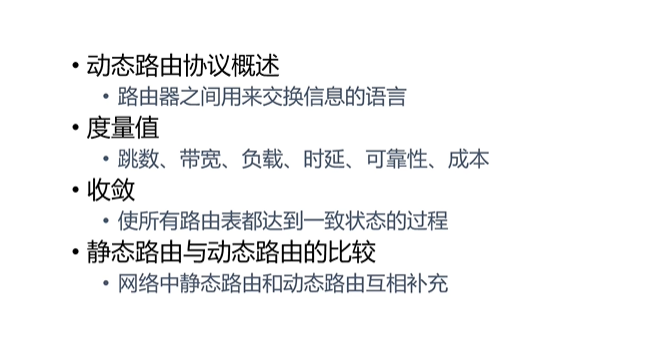 • 动态路由协议概述
• 路由器之间用来交换信息的语言
• 度量值
• 跳数、带宽、负载、时延、可靠性、成本
• 收敛
• 使所有路由表都达到一致状态的过程
• 静态路由与动态路由的比较
• 网络中静态路由和动态路由互相补充